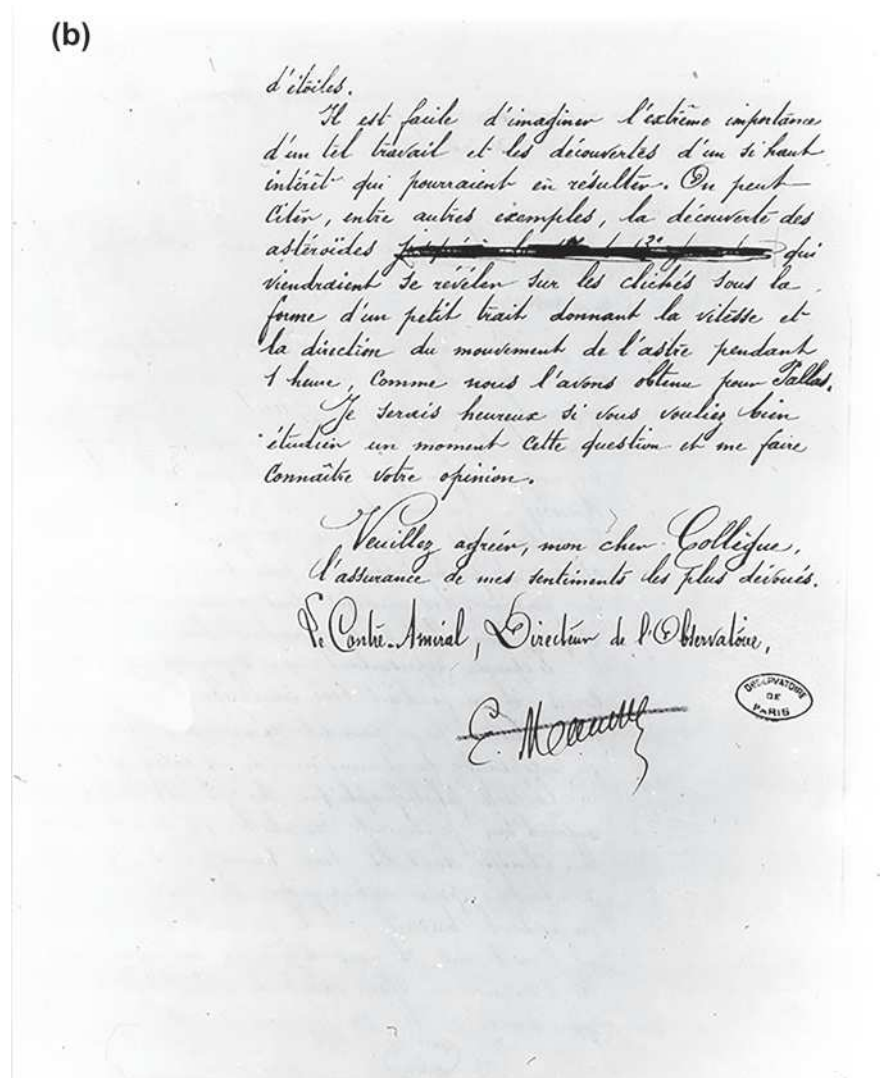 (b)
d'étoiles.
Il est facile d'imaginer l'extrême importance
d'un tel travail et les découvertes d'un si haut
intérêt qui pourraient en résulter. On peut
citer, entre autres exemples, la découverte des
astéroïdes qui
viendraient se révéler sur les clichés sous la
forme d'un petit trait donnant la vitesse et
la direction du mouvement de l'astre pendant
1 heure, comme nous l'avons obtenu pour Pallas.
Je serais heureux si vous vouliez bien
étudier un moment cette question et me faire
connaître votre opinion.
Veuillez agréer, mon cher Collègue,
l'assurance de mes sentiments les plus dévoués.
Le Contre-Amiral, Directeur de l'Observatoire,
OBSERVATOIRE
DE
PARIS
E. Mouchez